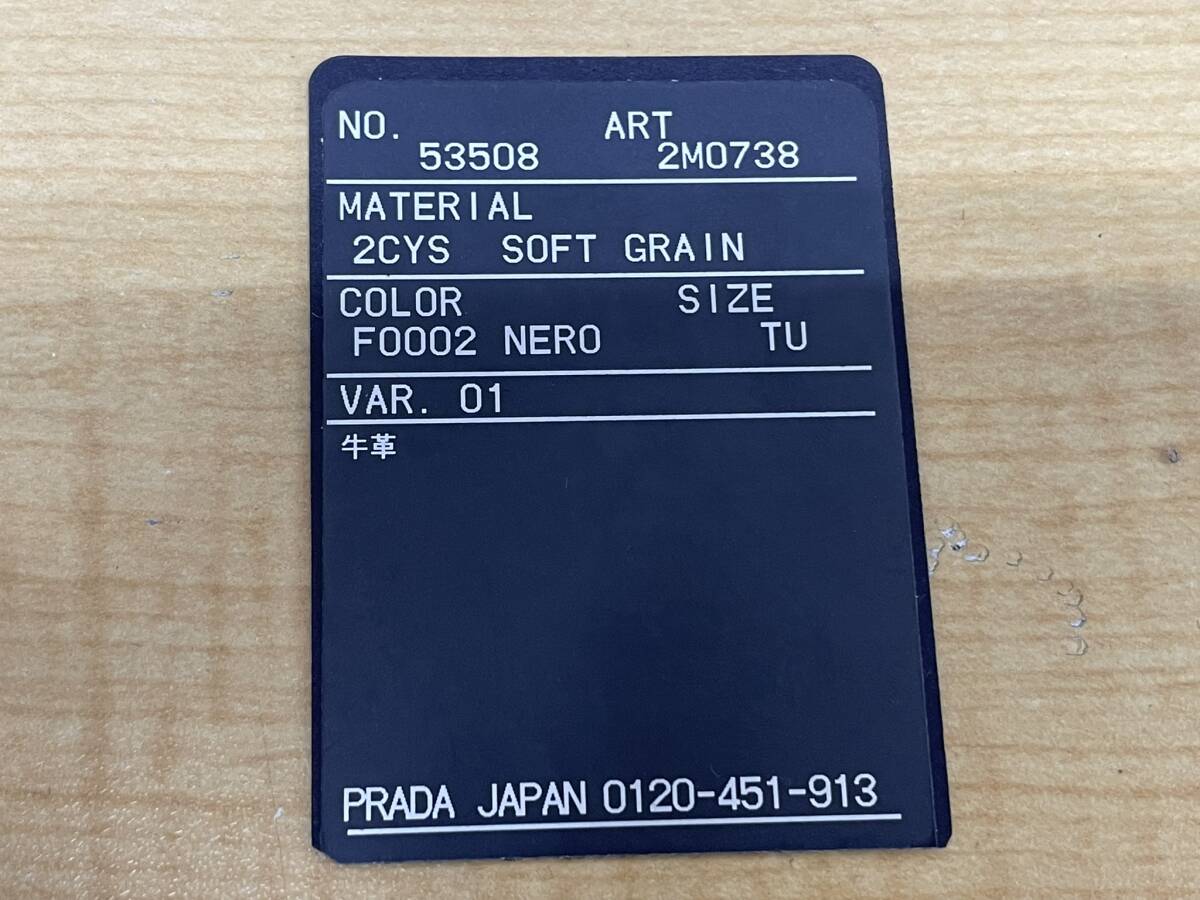 NO. ART
53508 2M0738
MATERIAL
2CYS SOFT GRAIN
COLOR SIZE
F0002 NERO TU
VAR. 01
牛革
PRADA JAPAN 0120-451-913